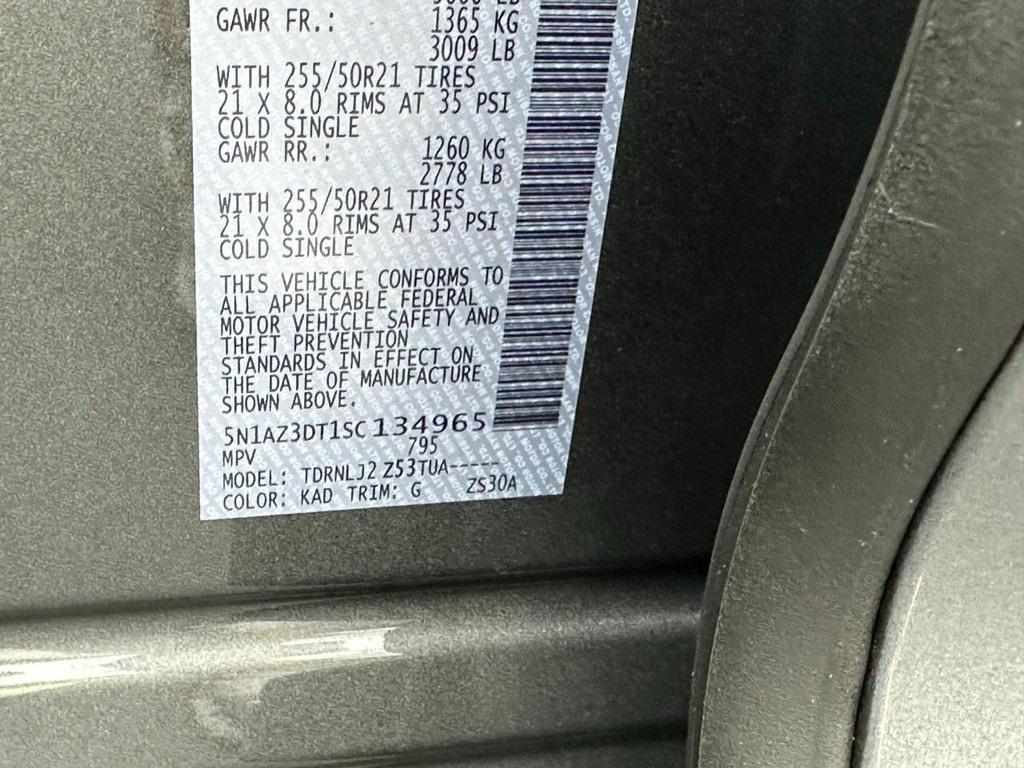 GAWR FR.: 1365 KG
3009 LB
WITH 255/50R21 TIRES
21 X 8.0 RIMS AT 35 PSI
COLD SINGLE
GAWR RR.: 1260 KG
2778 LB
WITH 255/50R21 TIRES
21 X 8.0 RIMS AT 35 PSI
COLD SINGLE
THIS VEHICLE CONFORMS TO
ALL APPLICABLE FEDERAL
MOTOR VEHICLE SAFETY AND
THEFT PREVENTION
STANDARDS IN EFFECT ON
THE DATE OF MANUFACTURE
SHOWN ABOVE.
5N1AZ3DT1SC134965
MPV 795
MODEL: TDRNLJ2 Z53TUA-----
COLOR: KAD TRIM: G ZS30A